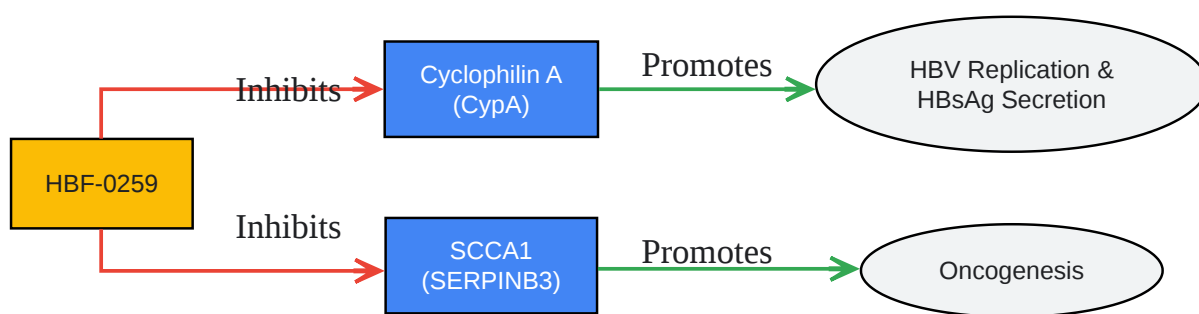 HBF-0259
Inhibits
Cyclophilin A
(CypA)
Promotes
HBV Replication &
HBsAg Secretion
Inhibits
SCCA1
(SERPINB3)
Promotes
Oncogenesis